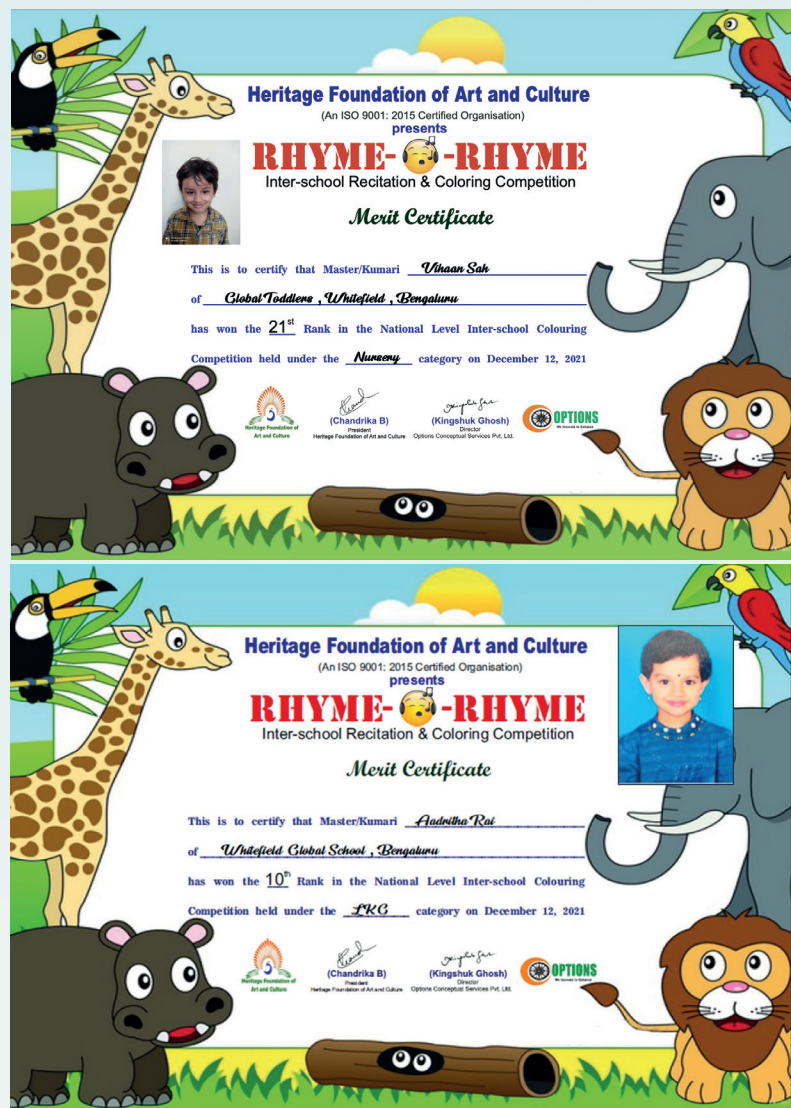 Heritage Foundation of Art and Culture
(An ISO 9001: 2015 Certified Organisation)
presents
RHYME- -RHYME
Inter-school Recitation & Coloring Competition
Merit Certificate
This is to certify that Master/Kumari Vihaan Sah
of Global Toddlers , Whitefield , Bengaluru
has won the 21st Rank in the National Level Inter-school Colouring
Competition held under the Nursery category on December 12, 2021
Heritage Foundation of
Art and Culture
(Chandrika B)
President
Heritage Foundation of Art and Culture
(Kingshuk Ghosh)
Director
Options Conceptual Services Pvt. Ltd.
OPTIONS
We Innovate to Enhance
Heritage Foundation of Art and Culture
(An ISO 9001: 2015 Certified Organisation)
presents
RHYME- -RHYME
Inter-school Recitation & Coloring Competition
Merit Certificate
This is to certify that Master/Kumari Aadritha Rai
of Whitefield Global School , Bengaluru
has won the 10th Rank in the National Level Inter-school Colouring
Competition held under the LKG category on December 12, 2021
Heritage Foundation of
Art and Culture
(Chandrika B)
President
Heritage Foundation of Art and Culture
(Kingshuk Ghosh)
Director
Options Conceptual Services Pvt. Ltd.
OPTIONS
We Innovate to Enhance